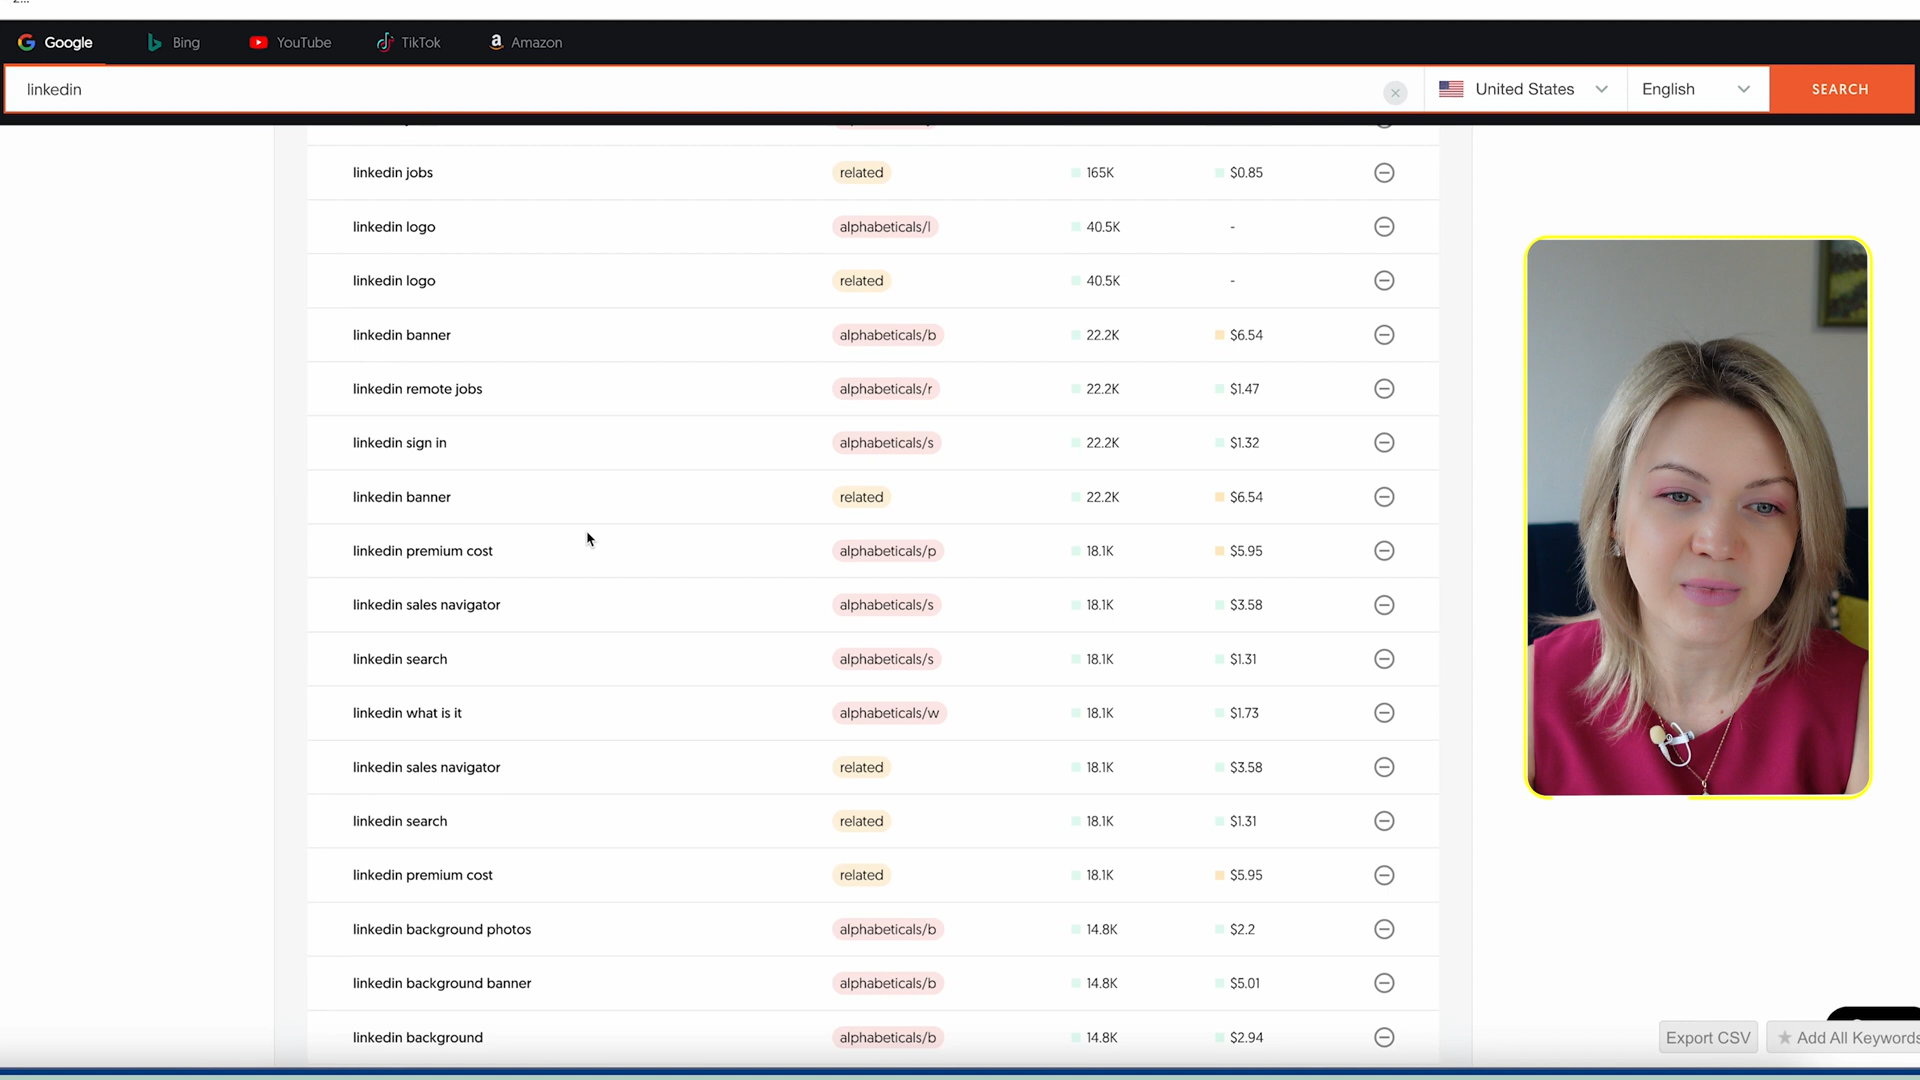 Google Bing YouTube TikTok Amazon
linkedin United States English SEARCH
linkedin jobs related 165K $0.85
linkedin logo alphabeticals/l 40.5K -
linkedin logo related 40.5K -
linkedin banner alphabeticals/b 22.2K $6.54
linkedin remote jobs alphabeticals/r 22.2K $1.47
linkedin sign in alphabeticals/s 22.2K $1.32
linkedin banner related 22.2K $6.54
linkedin premium cost alphabeticals/p 18.1K $5.95
linkedin sales navigator alphabeticals/s 18.1K $3.58
linkedin search alphabeticals/s 18.1K $1.31
linkedin what is it alphabeticals/w 18.1K $1.73
linkedin sales navigator related 18.1K $3.58
linkedin search related 18.1K $1.31
linkedin premium cost related 18.1K $5.95
linkedin background photos alphabeticals/b 14.8K $2.2
linkedin background banner alphabeticals/b 14.8K $5.01
linkedin background alphabeticals/b 14.8K $2.94
Export CSV Add All Keywords